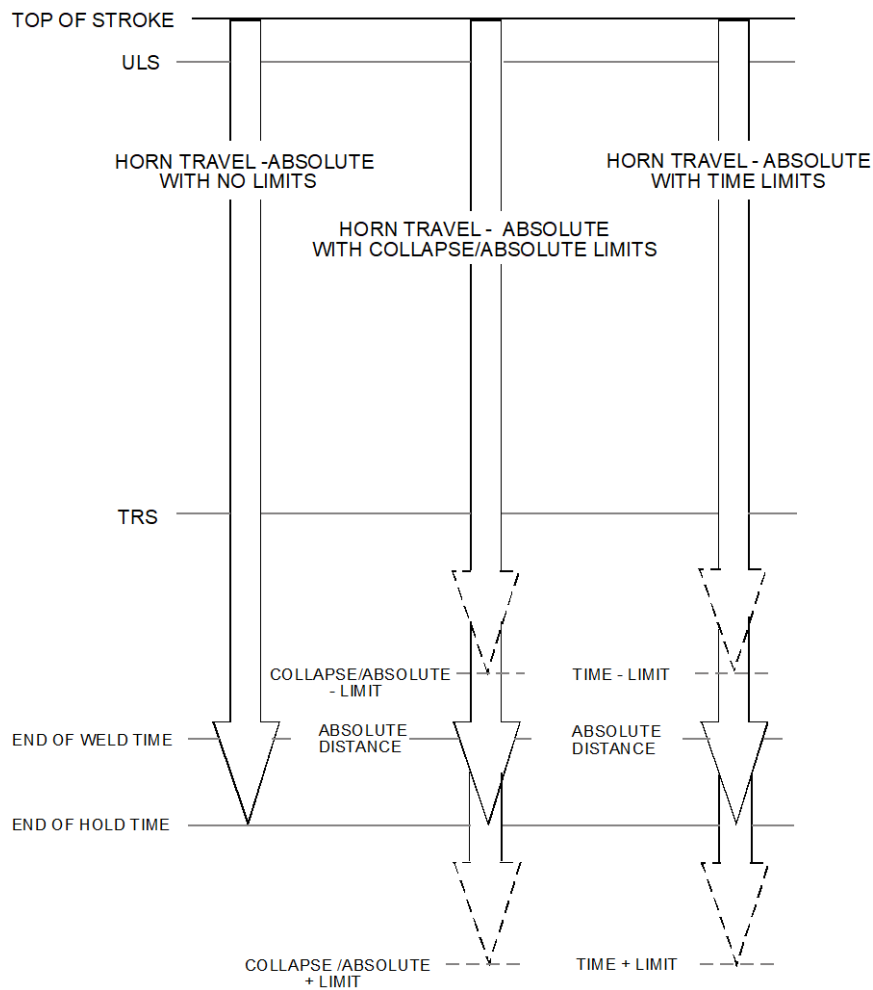 TOP OF STROKE
ULS
HORN TRAVEL -ABSOLUTE
WITH NO LIMITS
HORN TRAVEL - ABSOLUTE
WITH COLLAPSE/ABSOLUTE LIMITS
HORN TRAVEL - ABSOLUTE
WITH TIME LIMITS
TRS
COLLAPSE/ABSOLUTE
- LIMIT
TIME - LIMIT
END OF WELD TIME
ABSOLUTE
DISTANCE
ABSOLUTE
DISTANCE
END OF HOLD TIME
COLLAPSE /ABSOLUTE
+ LIMIT
TIME + LIMIT